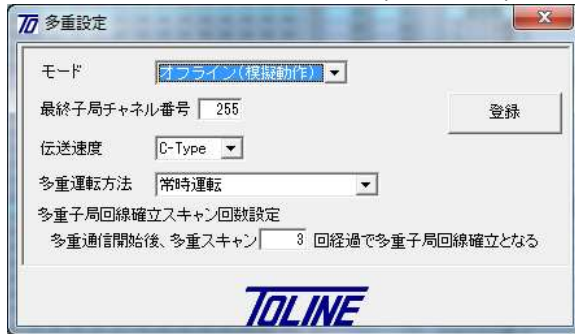 多重設定
モード オフライン(模擬動作)
最終子局チャネル番号 255
登録
伝送速度 C-Type
多重運転方法 常時運転
多重子局回線確立スキャン回数設定
多重通信開始後、多重スキャン 3 回経過で多重子局回線確立となる
TOLINE